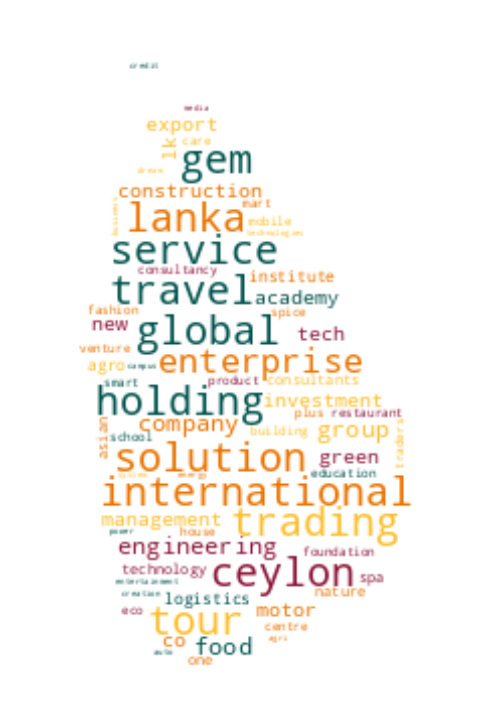 credit
media
export
lk care
gem
dream
construction
business lanka mart
mobile
technologies
service
consultancy institute
travel academy
fashion spice
new global tech
venture enterprise
agro campus
smart product consultants
holding investment
plus restaurant
asian company building group traders
school
solution green
energy education
international
management trading
power house
engineering foundation
technology ceylon spa
entertainment
creation logistics nature
eco tour motor
centre
co food agri
auto one